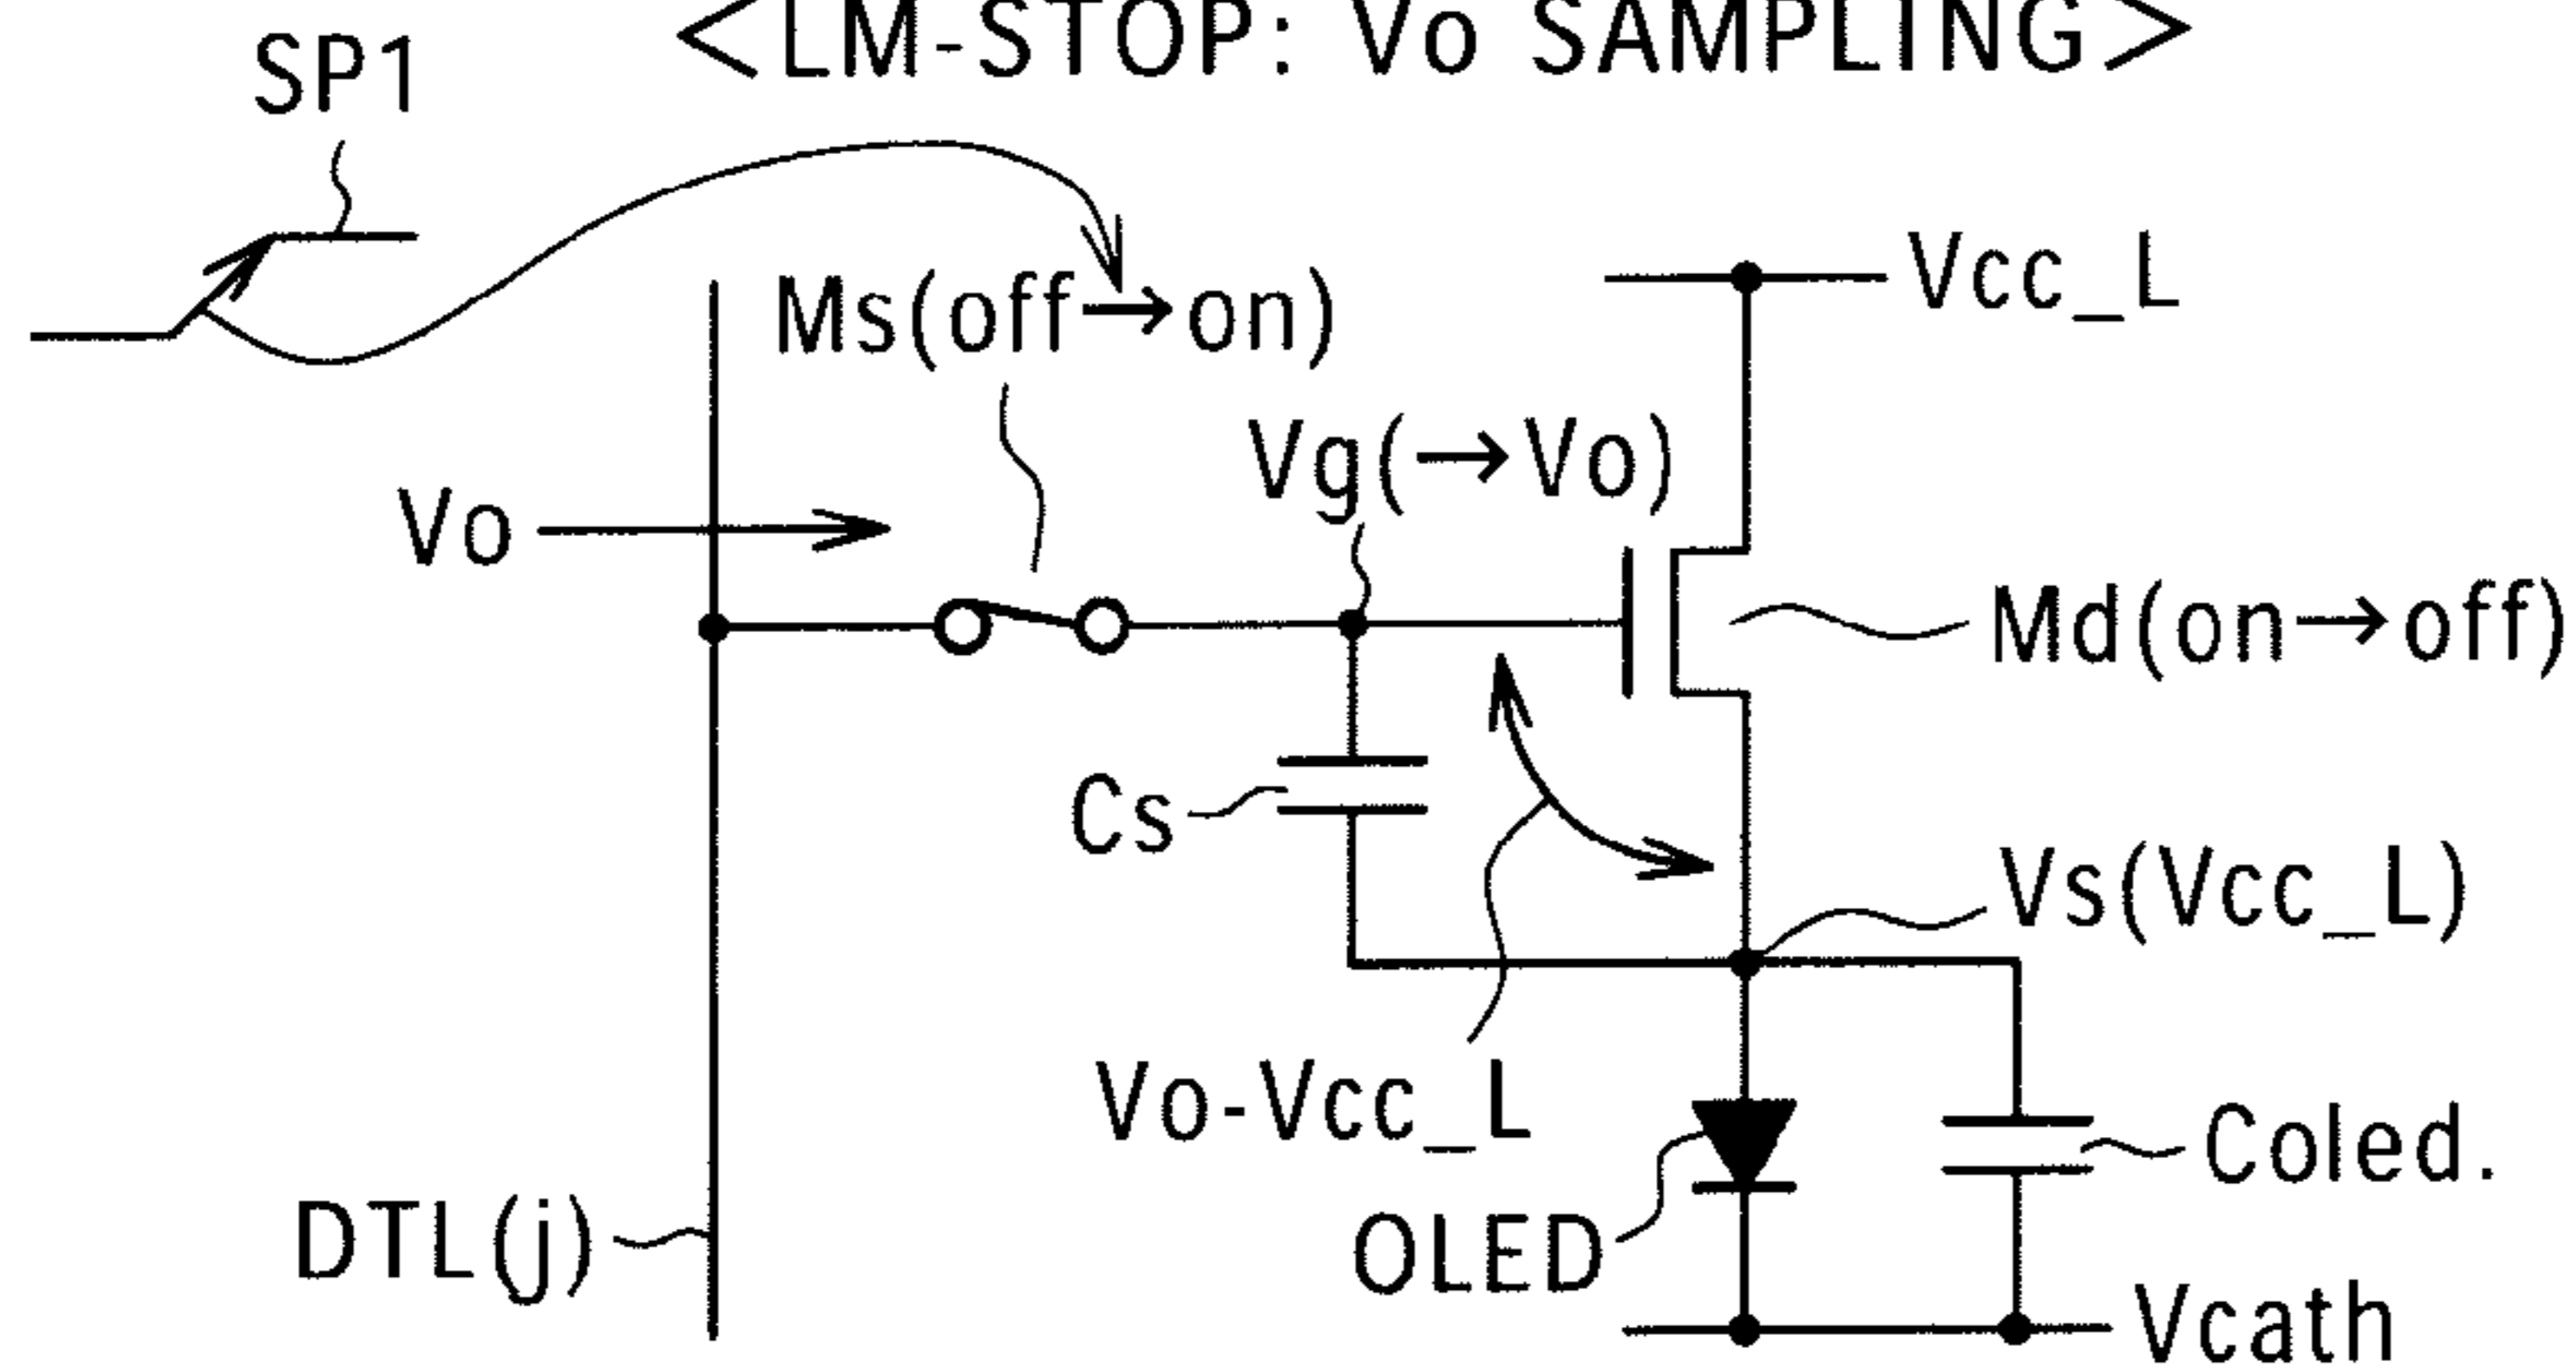 <LM-STOP: Vo SAMPLING>
SP1
Vcc_L
Ms(off→on)
Vg(→Vo)
Vo
Md(on→off)
Cs
Vs(Vcc_L)
Vo-Vcc_L
Coled.
DTL(j)
OLED
Vcath